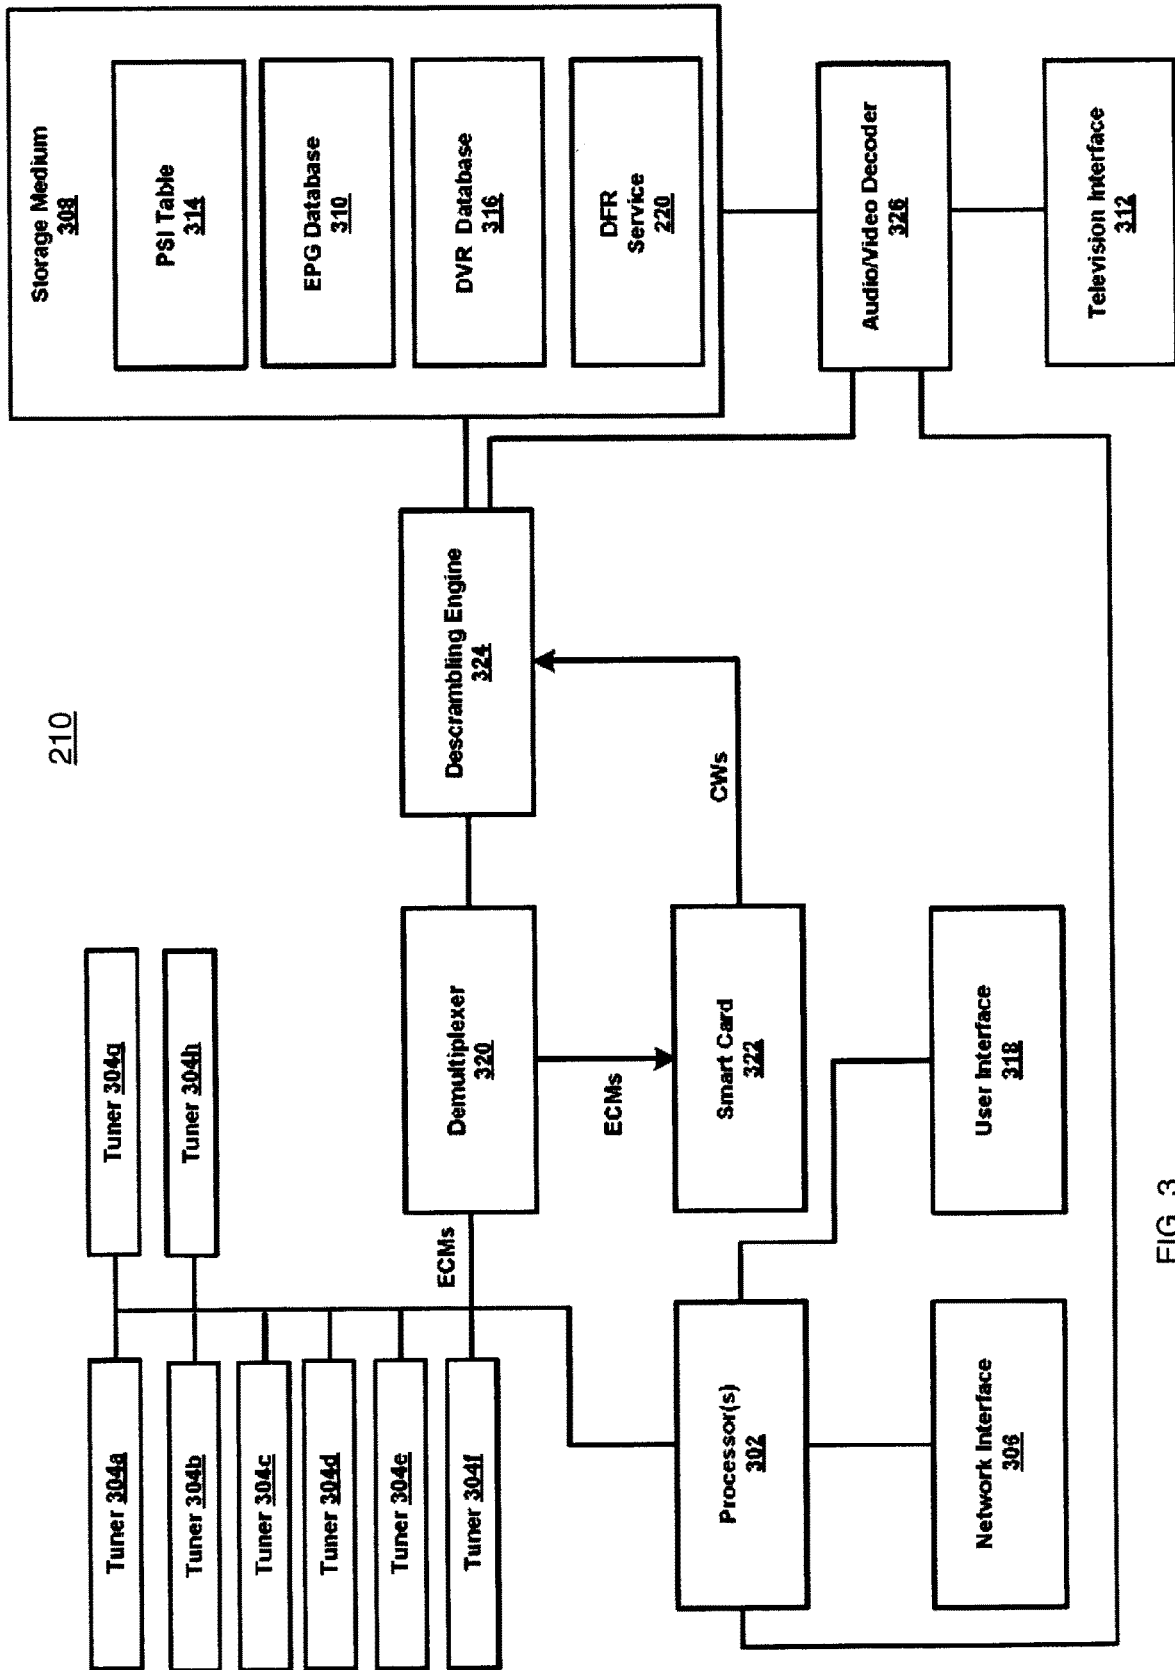 210
Tuner 304a
Tuner 304b
Tuner 304c
Tuner 304d
Tuner 304e
Tuner 304f
Tuner 304g
Tuner 304h
ECMs
Demultiplexer
320
Descrambling Engine
324
Storage Medium
308
PSI Table
314
EPG Database
310
DVR Database
316
DFR
Service
220
ECMs
CWs
Processor(s)
302
Smart Card
322
Audio/Video Decoder
326
Network Interface
306
User Interface
318
Television Interface
312
FIG. 3